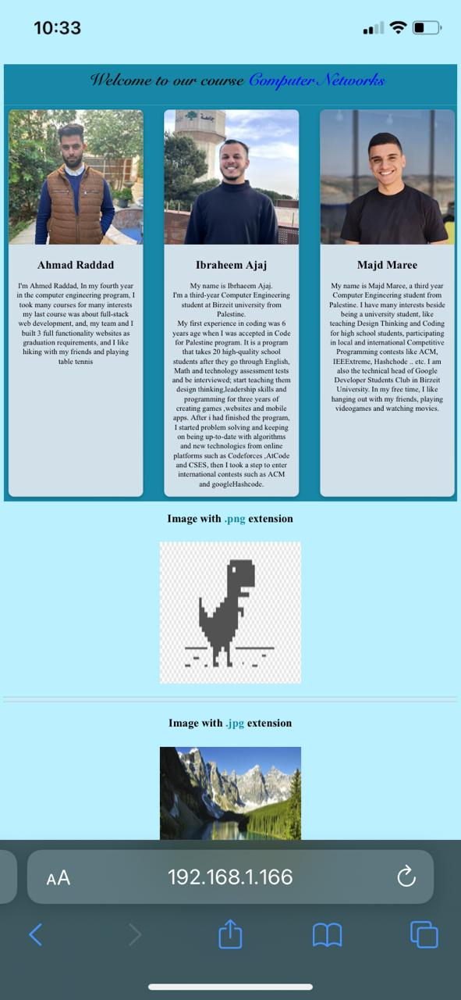 10:33
Welcome to our course Computer Networks
Ahmad Raddad
I'm Ahmed Raddad, In my fourth year
in the computer engineering program, I
took many courses for many interests
my last course was about full-stack
web development, and, my team and I
built 3 full functionality websites as
graduation requirements, and I like
hiking with my friends and playing
table tennis
Ibraheem Ajaj
My name is Ibrhaeem Ajaj.
I'm a third-year Computer Engineering
student at Birzeit university from
Palestine.
My first experience in coding was 6
years age when I was accepted in Code
for Palestine program. It is a program
that takes 20 high-quality school
students after they go through English,
Math and technology assessment tests
and be interviewed; start teaching them
design thinking,leadership skills and
programming for three years of
creating games ,websites and mobile
apps. After i had finished the program,
I started problem solving and keeping
on being up-to-date with algorithms
and new technologies from online
platforms such as Codeforces ,AtCode
and CSES, then I took a step to enter
international contests such as ACM
and googleHashcode.
Majd Maree
My name is Majd Maree, a third year
Computer Engineering student from
Palestine. I have many interests beside
being a university student, like
teaching Design Thinking and Coding
for high school students, participating
in local and international Competitive
Programming contests like ACM,
IEEExtreme, Hashchode .. etc. I am
also the technical head of Google
Developer Students Club in Birzeit
University. In my free time, I like
hanging out with my friends, playing
videogames and watching movies.
Image with .png extension
Image with .jpg extension
AA
192.168.1.166